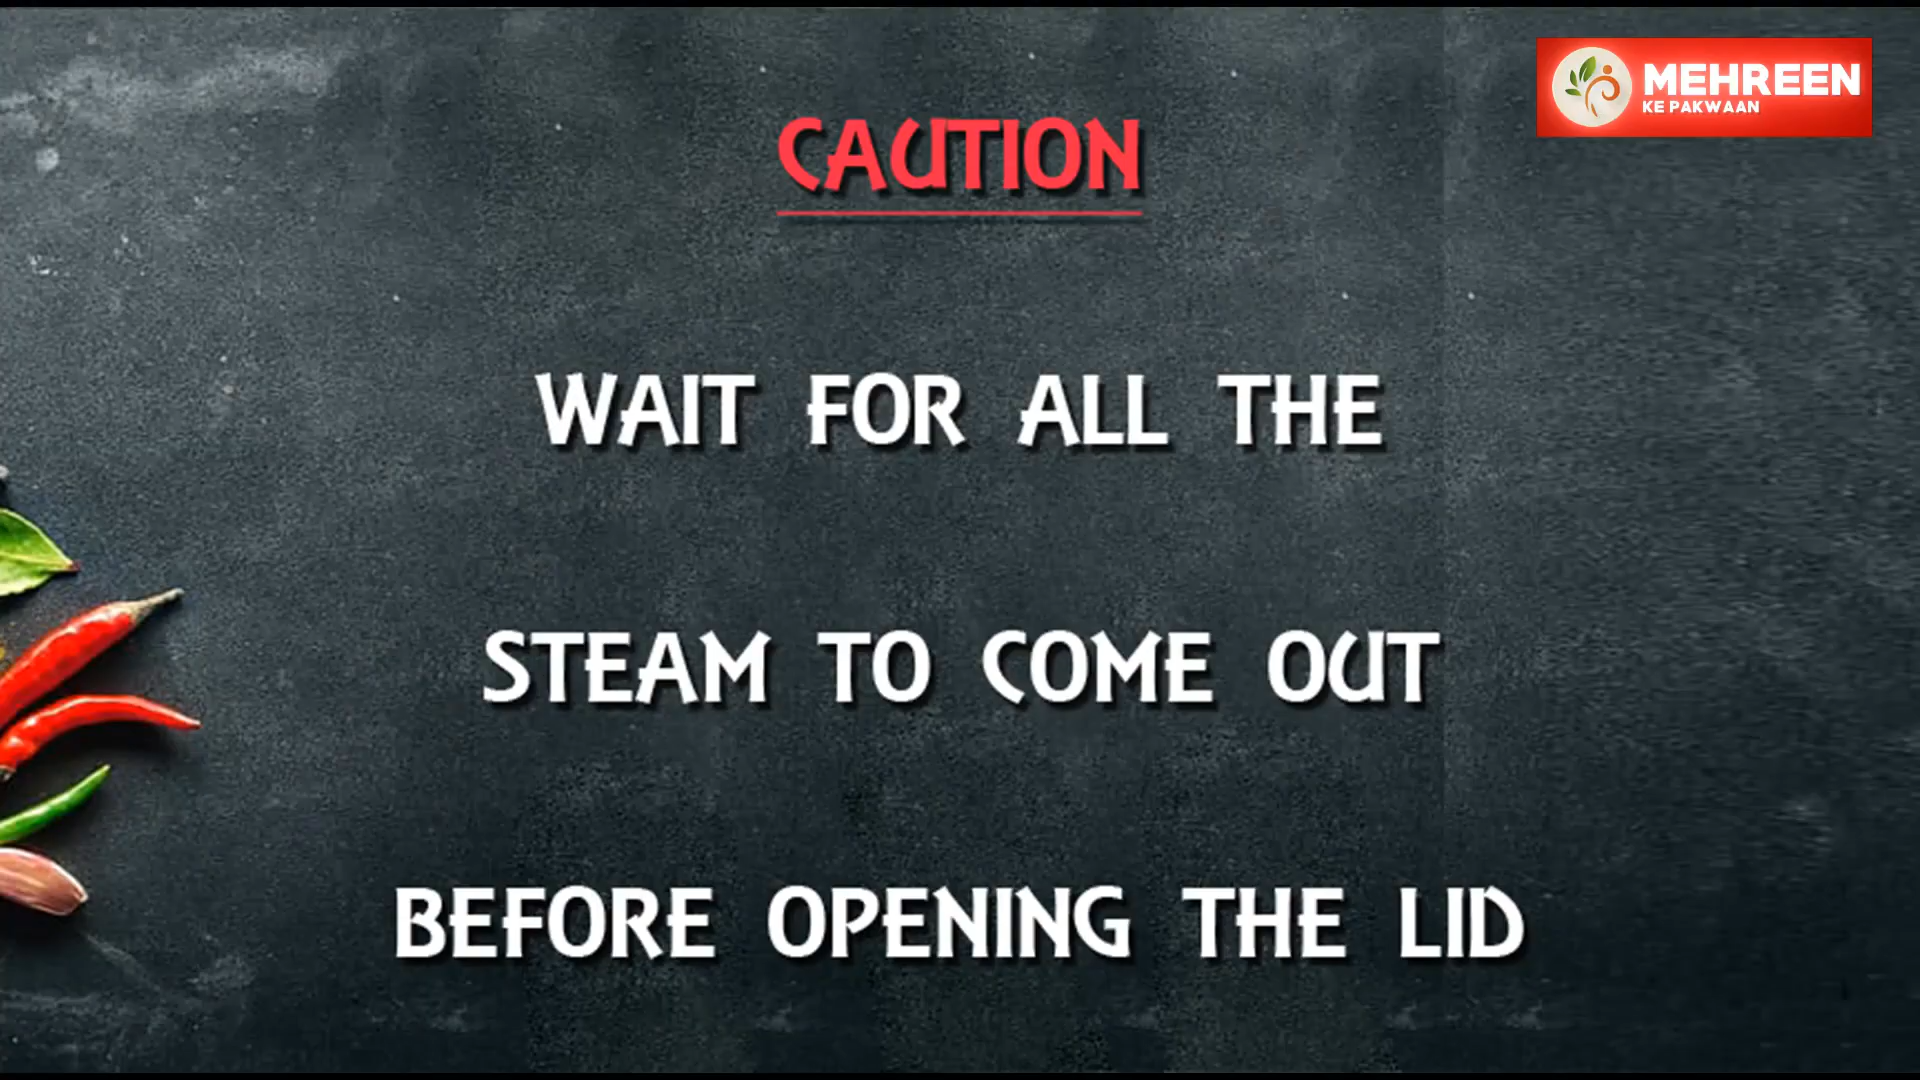 MEHREEN
KE PAKWAAN
CAUTION
WAIT FOR ALL THE
STEAM TO COME OUT
BEFORE OPENING THE LID